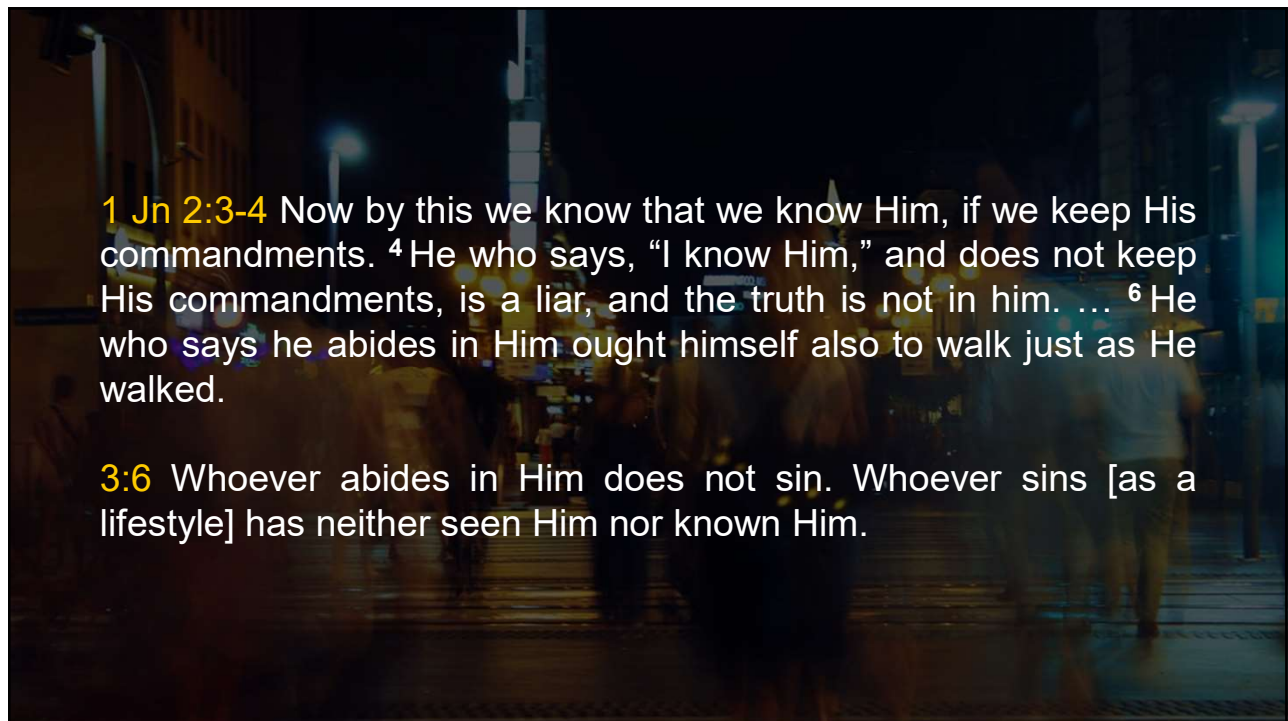 1 Jn 2:3-4 Now by this we know that we know Him, if we keep His
commandments. ⁴ He who says, “I know Him,” and does not keep
His commandments, is a liar, and the truth is not in him. … ⁶ He
who says he abides in Him ought himself also to walk just as He
walked.
3:6 Whoever abides in Him does not sin. Whoever sins [as a
lifestyle] has neither seen Him nor known Him.